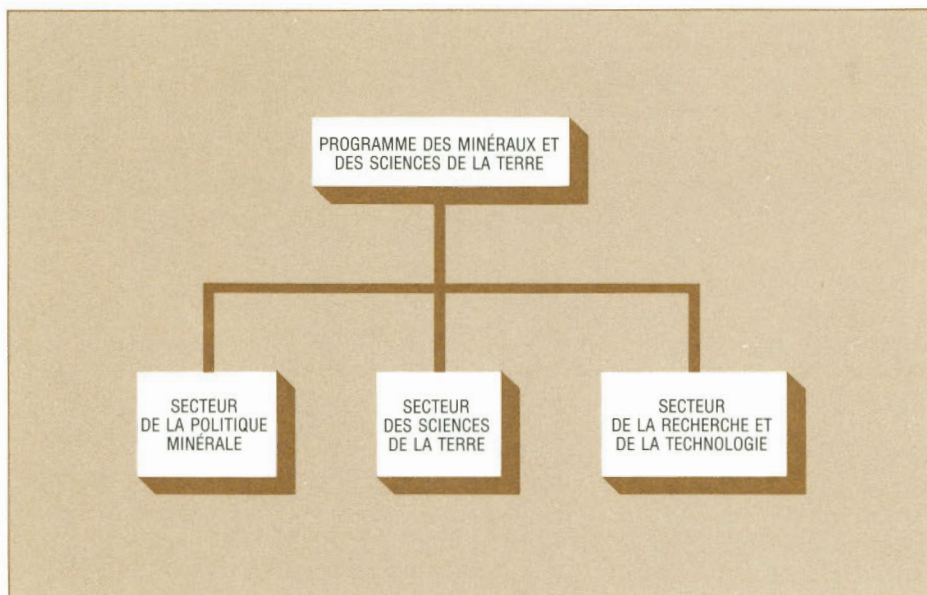 PROGRAMME DES MINÉRAUX ET
DES SCIENCES DE LA TERRE
SECTEUR
DE LA POLITIQUE
MINÉRALE
SECTEUR
DES SCIENCES
DE LA TERRE
SECTEUR
DE LA RECHERCHE ET
DE LA TECHNOLOGIE